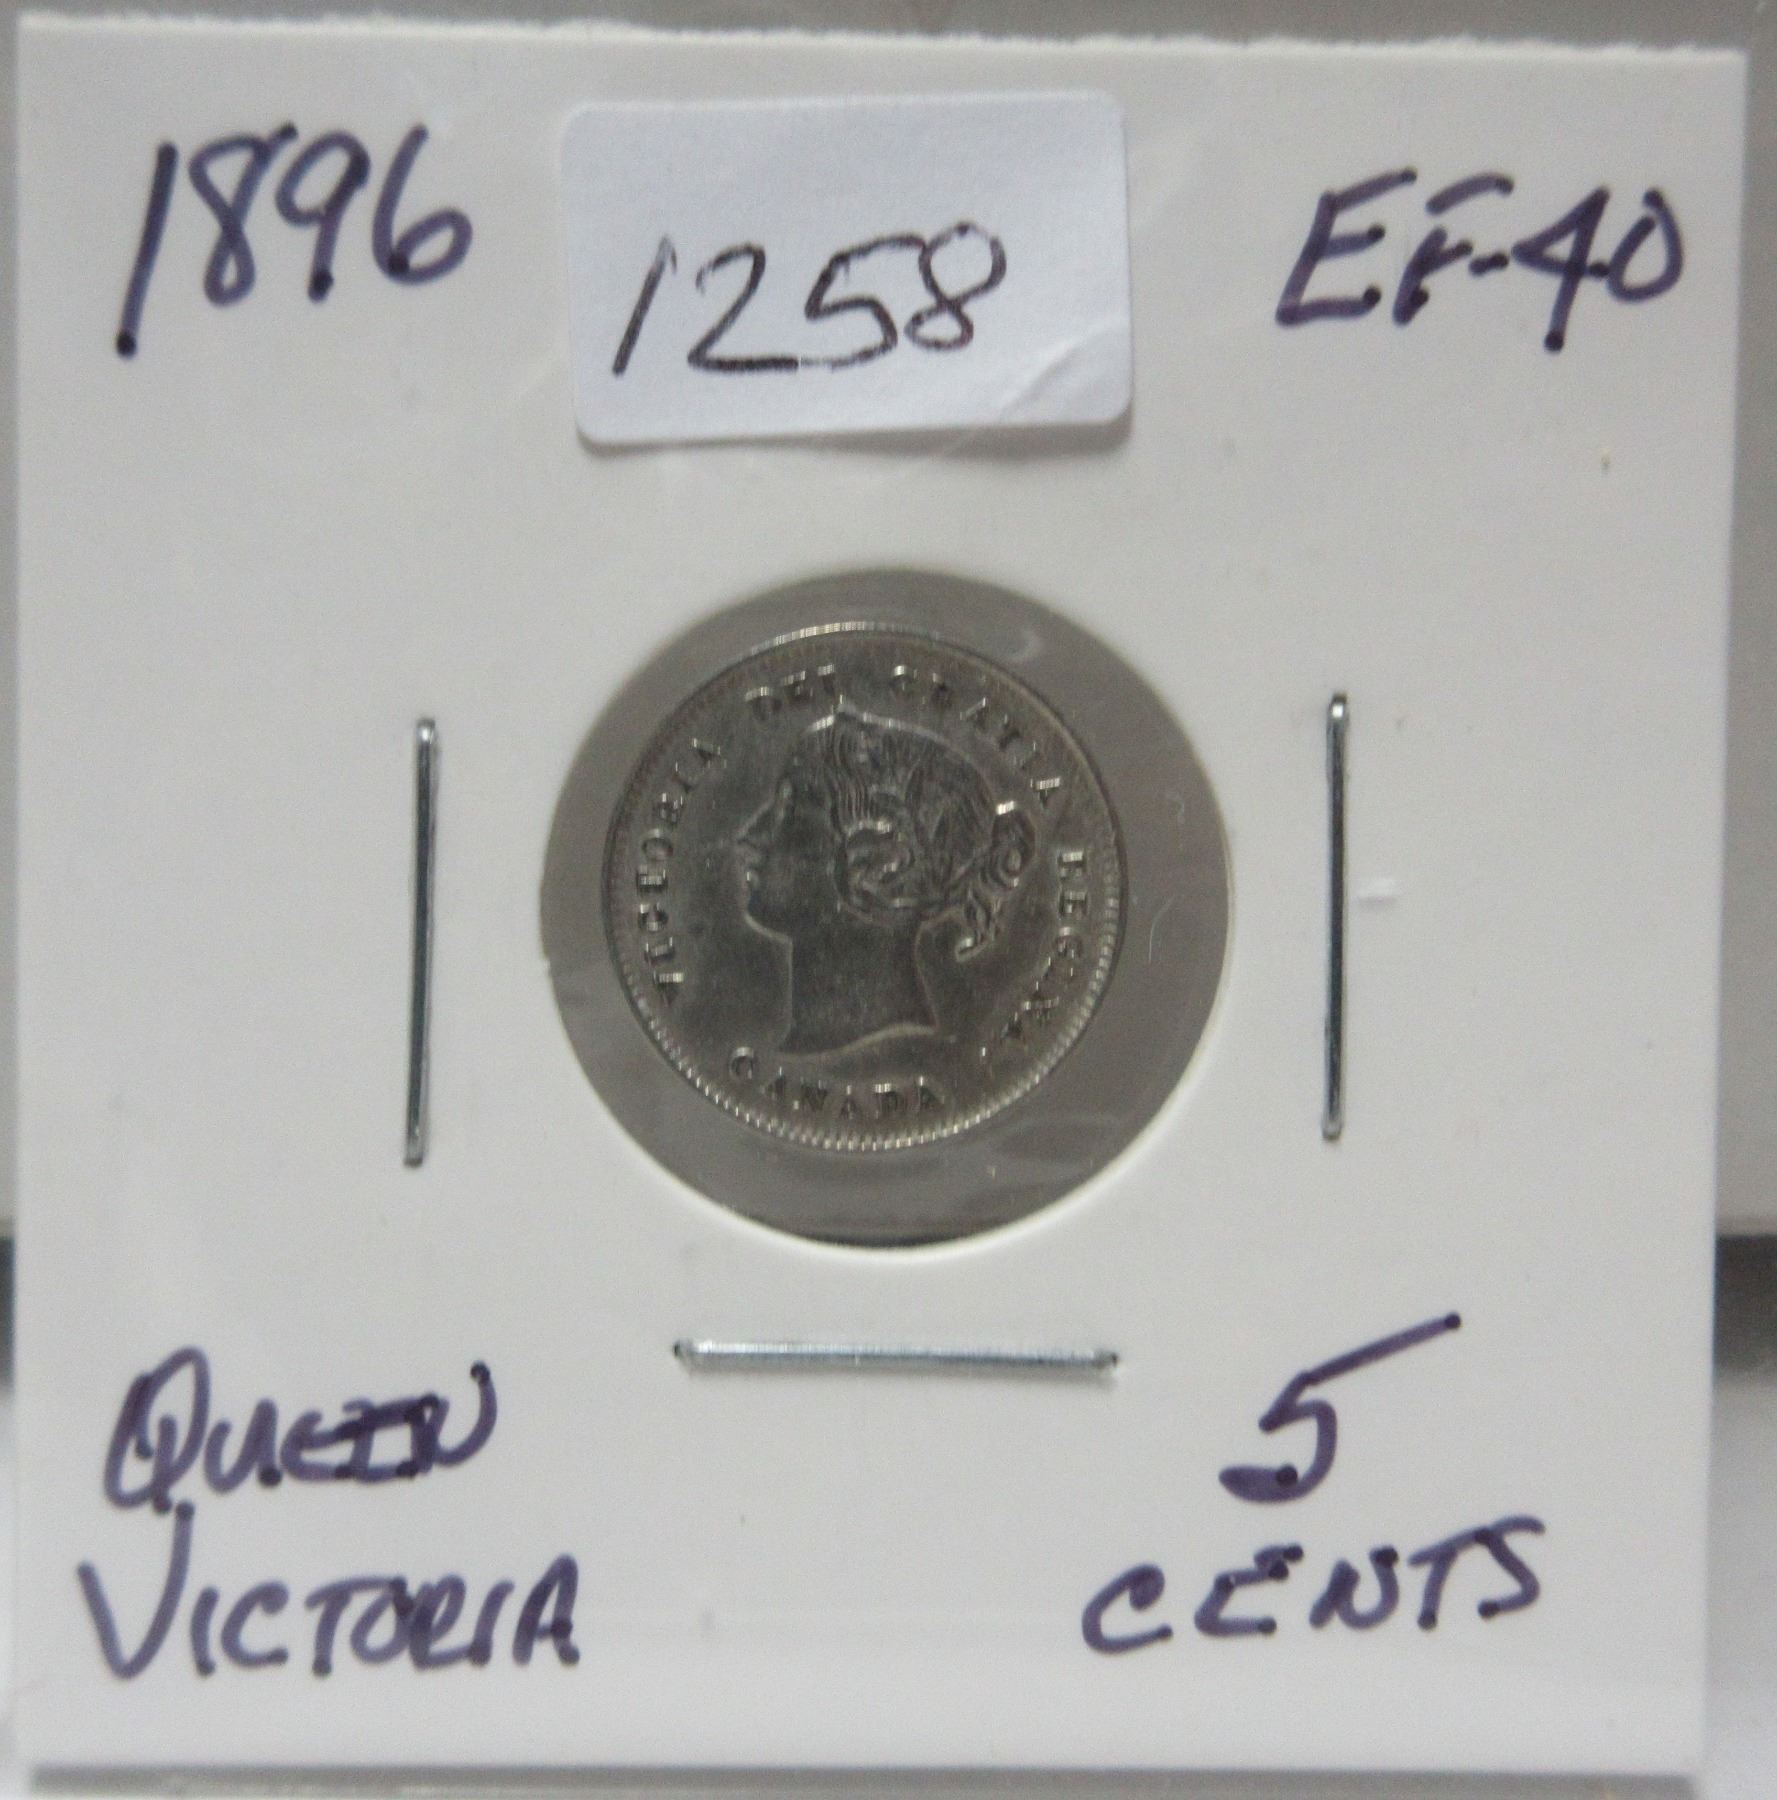 1896
1258
EF-40
VICTORIA DEI GRATIA REGINA.
CANADA
QUEEN
VICTORIA
5
CENTS